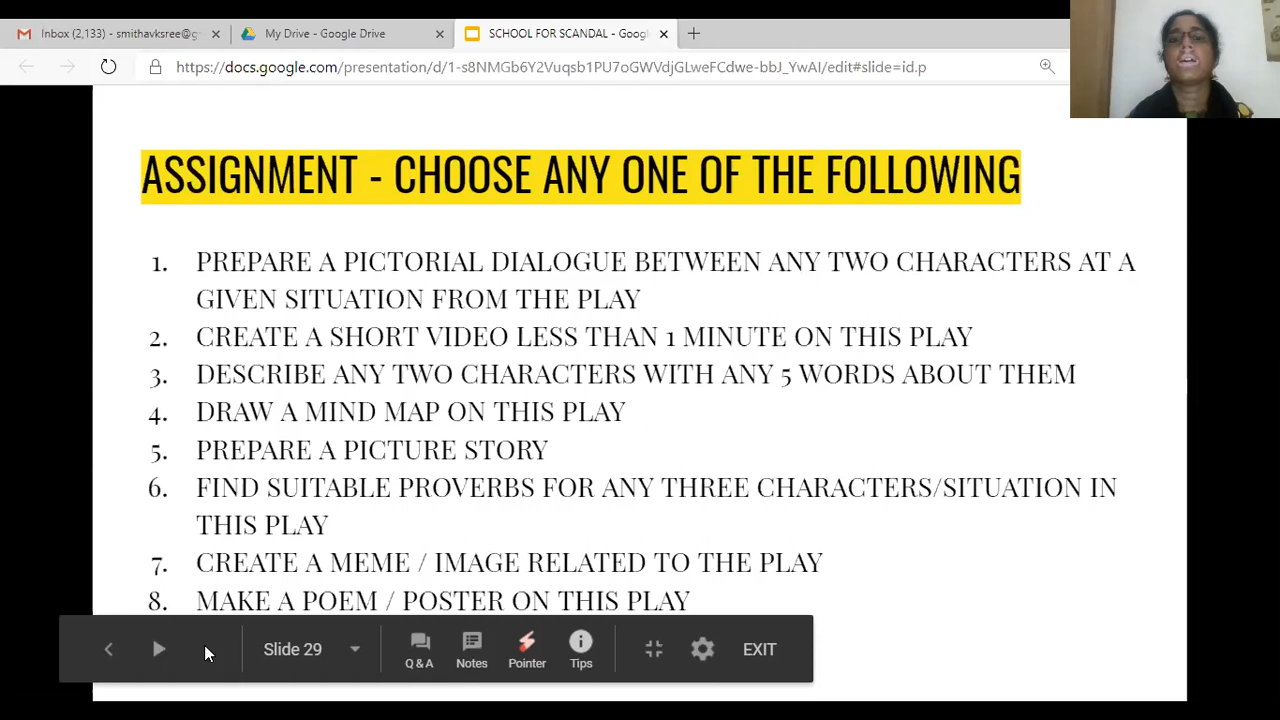 Inbox (2,133) - smithavksree@g
My Drive - Google Drive
SCHOOL FOR SCANDAL - Goog
https://docs.google.com/presentation/d/1-s8NMGb6Y2Vuqsb1PU7oGWVdjGLweFCdwe-bbJ_YwAI/edit#slide=id.p
ASSIGNMENT - CHOOSE ANY ONE OF THE FOLLOWING
1. PREPARE A PICTORIAL DIALOGUE BETWEEN ANY TWO CHARACTERS AT A
GIVEN SITUATION FROM THE PLAY
2. CREATE A SHORT VIDEO LESS THAN 1 MINUTE ON THIS PLAY
3. DESCRIBE ANY TWO CHARACTERS WITH ANY 5 WORDS ABOUT THEM
4. DRAW A MIND MAP ON THIS PLAY
5. PREPARE A PICTURE STORY
6. FIND SUITABLE PROVERBS FOR ANY THREE CHARACTERS/SITUATION IN
THIS PLAY
7. CREATE A MEME / IMAGE RELATED TO THE PLAY
8. MAKE A POEM / POSTER ON THIS PLAY
Slide 29
Q & A
Notes
Pointer
Tips
EXIT